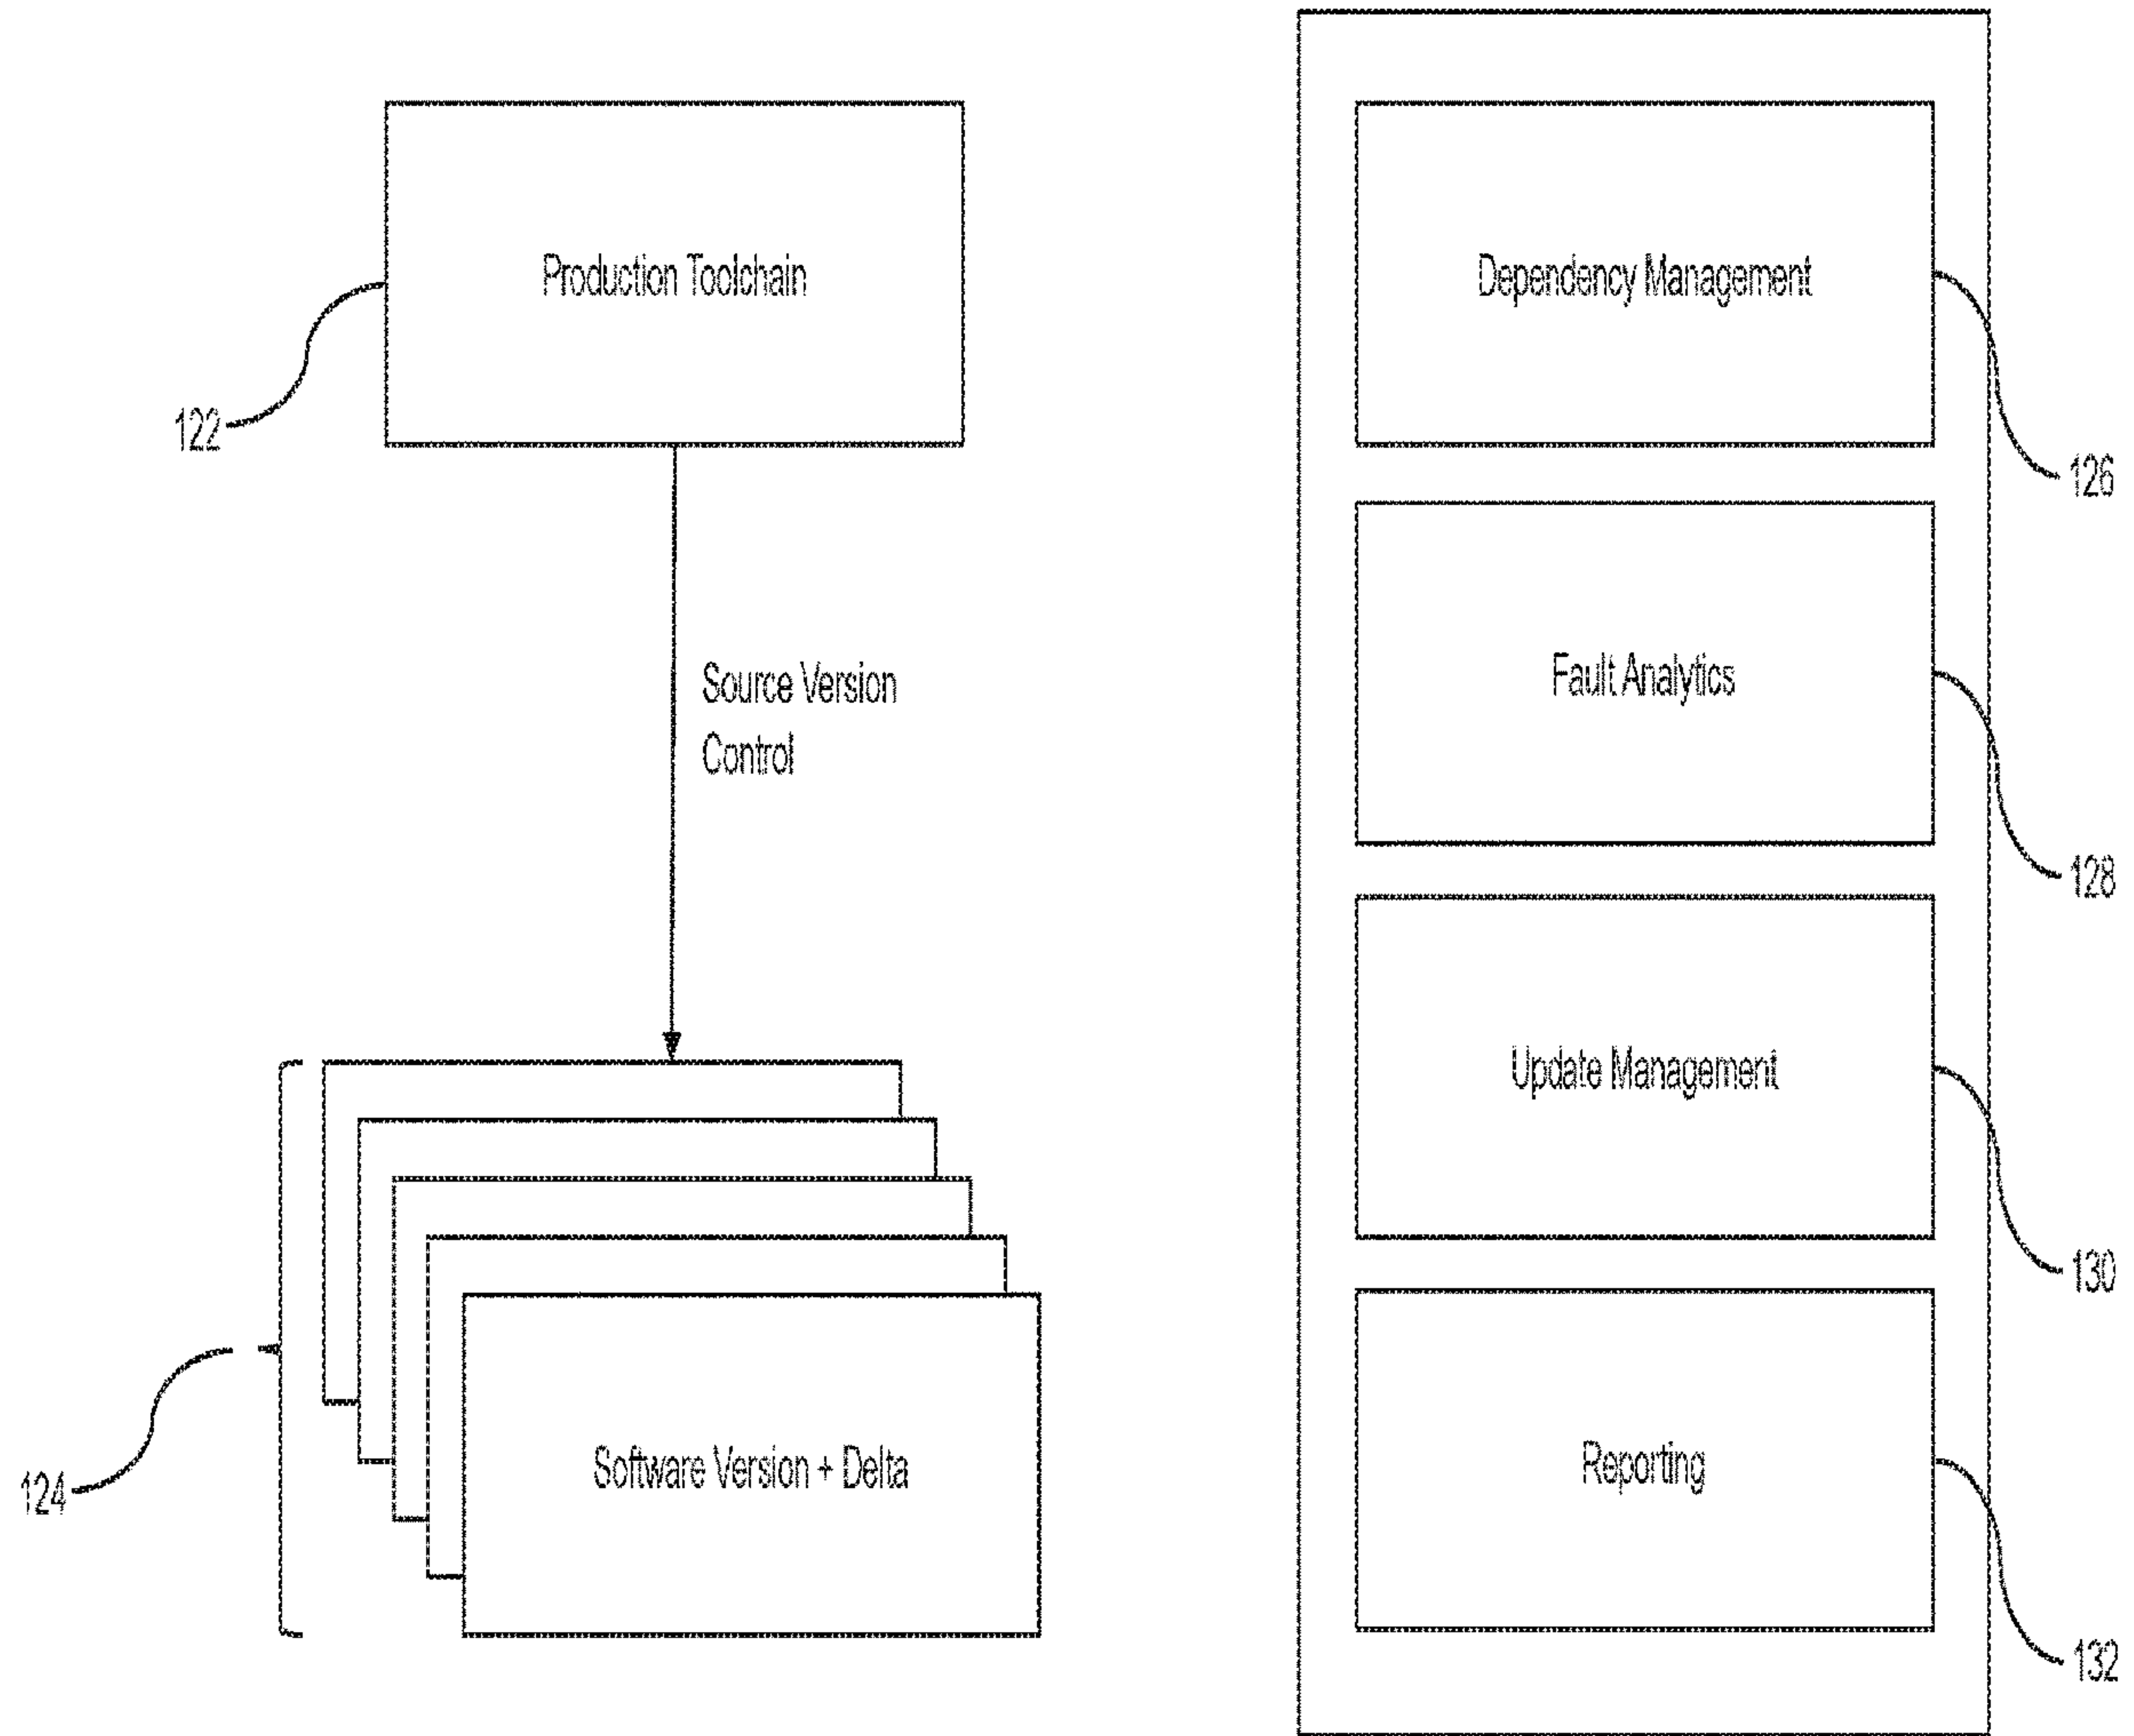 Production Toolchain
122
Source Version
Control
Software Version + Delta
124
Dependency Management
126
Fault Analytics
128
Update Management
130
Reporting
132